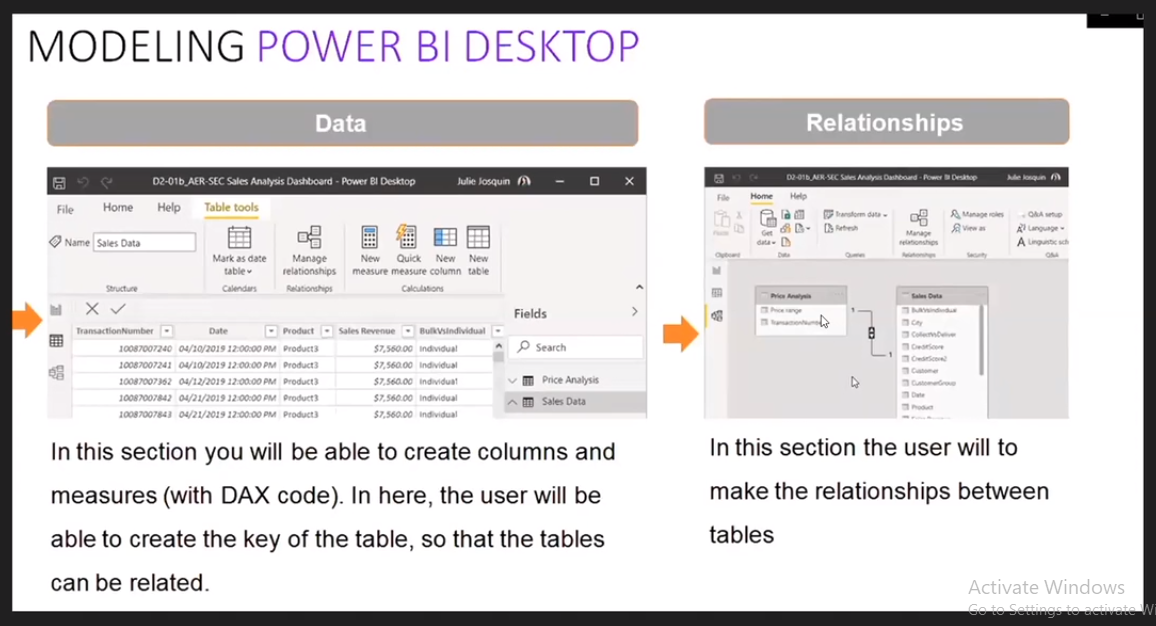 MODELING POWER BI DESKTOP
Data
D2-01b_AER-SEC Sales Analysis Dashboard - Power BI Desktop
Julie Josquin
File Home Help Table tools
Name Sales Data
Mark as date
table
Manage
relationships
New
measure
Quick
measure
New
column
New
table
Structure
Calendars
Relationships
Calculations
Fields
Search
Price Analysis
Sales Data
TransactionNumber Date Product Sales Revenue BulkVsIndividual
10087007240 04/10/2019 12:00:00 PM Product3 $7,560.00 Individual
10087007241 04/10/2019 12:00:00 PM Product3 $7,560.00 Individual
10087007362 04/12/2019 12:00:00 PM Product3 $7,560.00 Individual
10087007842 04/21/2019 12:00:00 PM Product3 $7,560.00 Individual
10087007843 04/21/2019 12:00:00 PM Product3 $7,560.00 Individual
In this section you will be able to create columns and
measures (with DAX code). In here, the user will be
able to create the key of the table, so that the tables
can be related.
Relationships
D2-01b_AER-SEC Sales Analysis Dashboard - Power BI Desktop
Julie Josquin
File Home Help
Paste
Get
data
Transform data
Refresh
Manage
relationships
Manage roles
View as
Q&A setup
Language
Linguistic sch
Clipboard
Data
Queries
Relationships
Security
Q&A
Price Analysis
Price range
1
1
Sales Data
BulkVsIndividual
City
CollectVsDeliver
CreditScore
CreditScore2
Customer
CustomerGroup
Date
Product
In this section the user will to
make the relationships between
tables
Activate Windows
Go to Settings to activate Wi